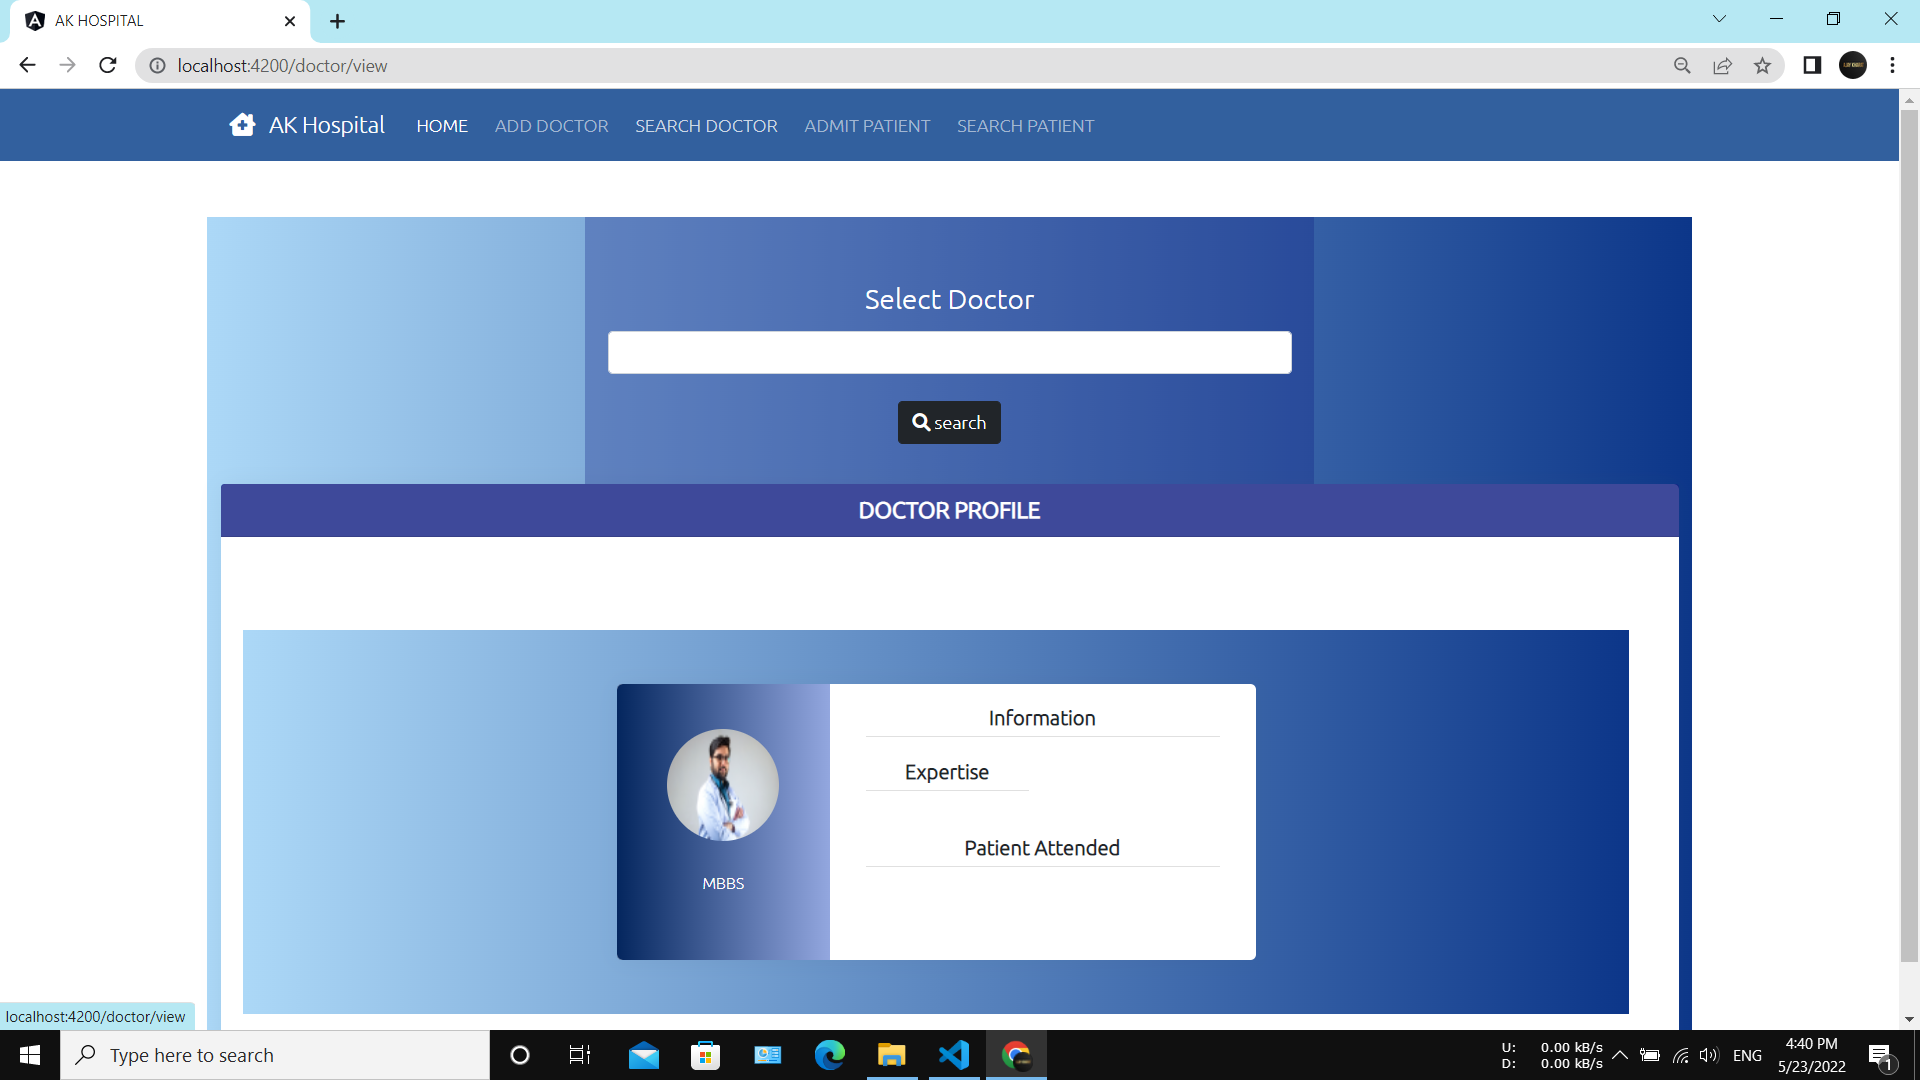 AK HOSPITAL
localhost:4200/doctor/view
AK Hospital HOME ADD DOCTOR SEARCH DOCTOR ADMIT PATIENT SEARCH PATIENT
Select Doctor
search
DOCTOR PROFILE
Information
Expertise
Patient Attended
MBBS
localhost:4200/doctor/view
Type here to search
U: 0.00 kB/s
D: 0.00 kB/s
ENG
4:40 PM
5/23/2022
1